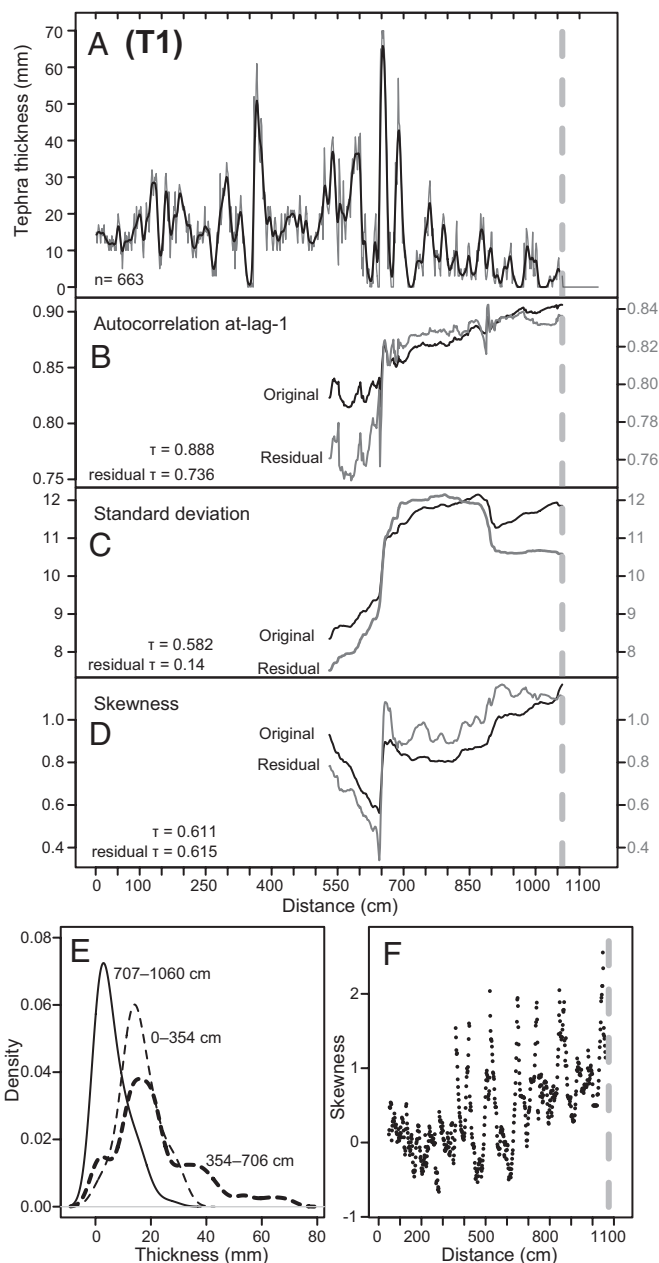 A (T1)
Tephra thickness (mm)
70
60
50
40
30
20
10
0
n= 663
B
Autocorrelation at-lag-1
0.90
0.85
0.80
0.75
0.84
0.82
0.80
0.78
0.76
Original
Residual
τ = 0.888
residual τ = 0.736
C
Standard deviation
12
11
10
9
8
12
11
10
9
8
Original
Residual
τ = 0.582
residual τ = 0.14
D
Skewness
1.0
0.8
0.6
0.4
1.0
0.8
0.6
0.4
Original
Residual
τ = 0.611
residual τ = 0.615
0 100 250 400 550 700 850 1000 1100
Distance (cm)
E
Density
0.08
0.06
0.04
0.02
0.00
707–1060 cm
0–354 cm
354–706 cm
0 20 40 60 80
Thickness (mm)
F
Skewness
2
1
0
-1
0 200 500 800 1100
Distance (cm)